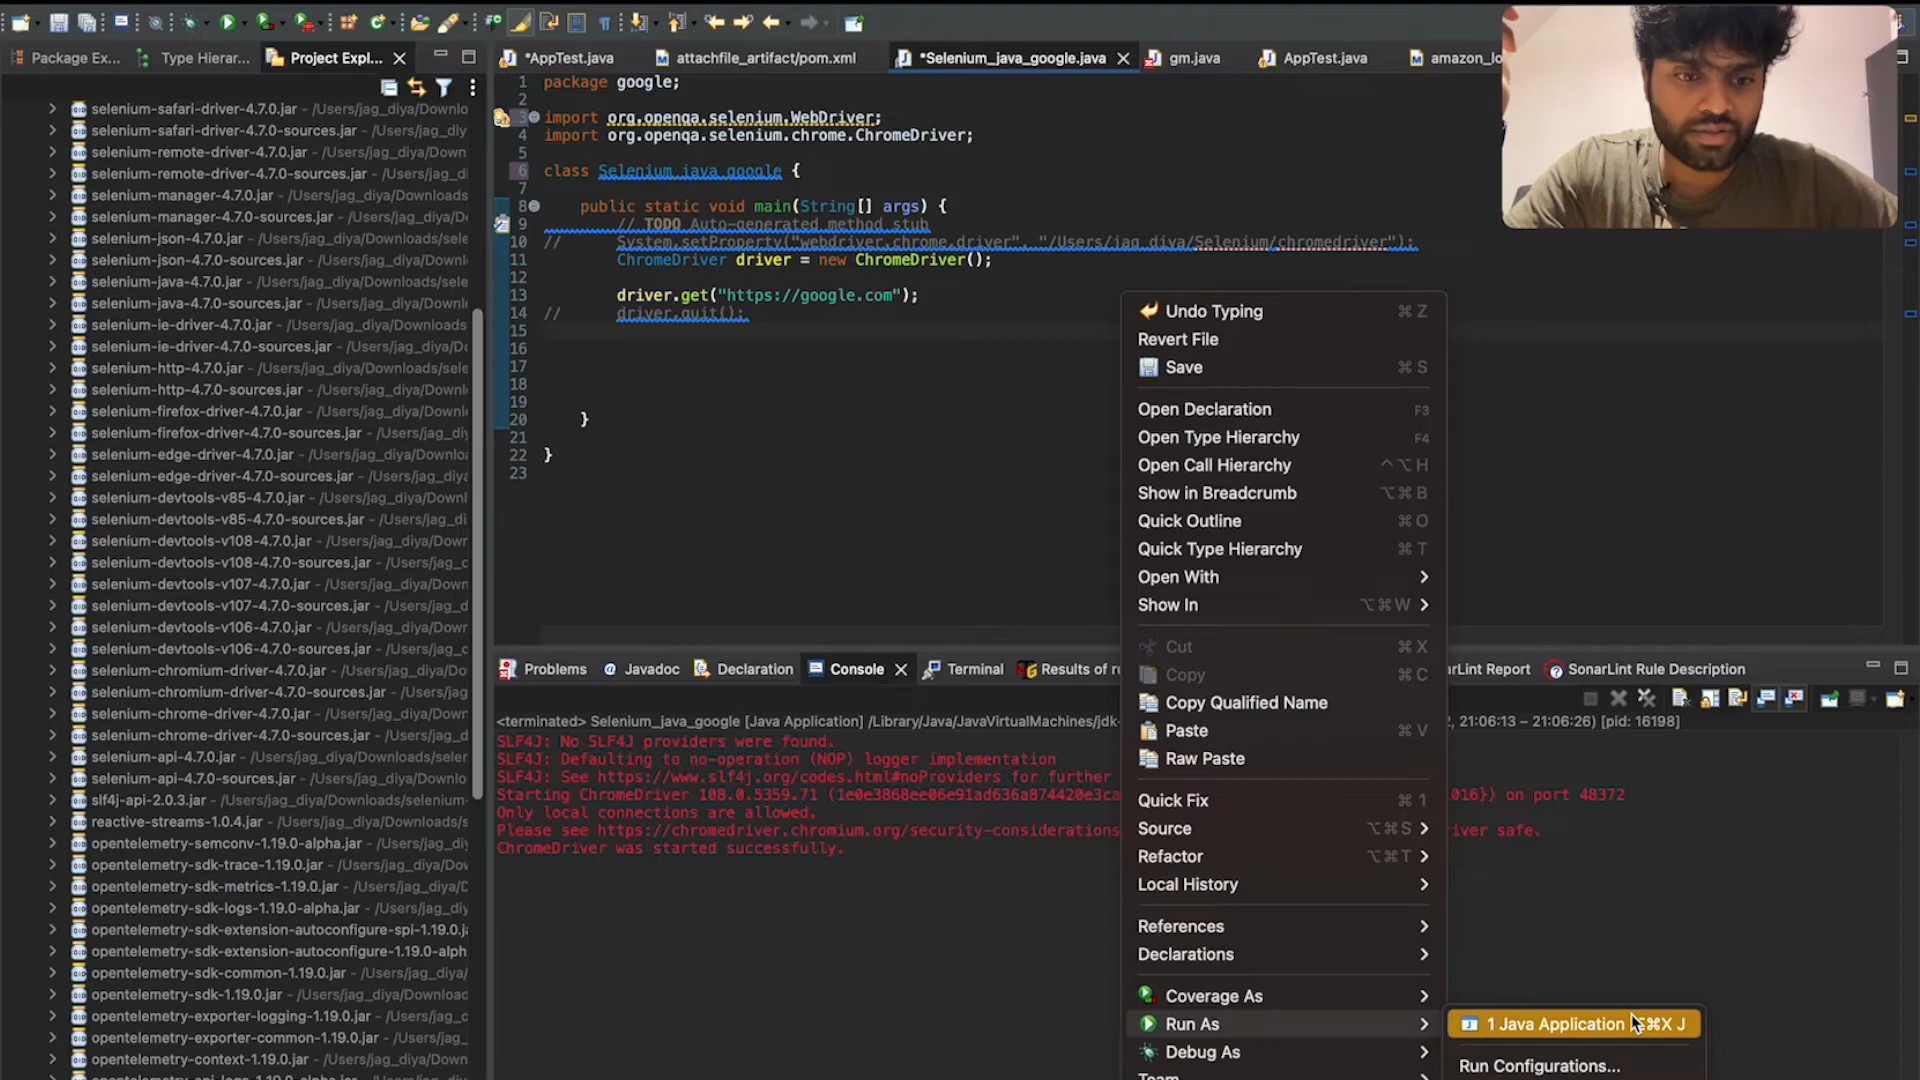 Package Ex...
Type Hierar...
Project Expl...
*AppTest.java
attachfile_artifact/pom.xml
*Selenium_java_google.java
gm.java
AppTest.java
amazon_lo
selenium-safari-driver-4.7.0.jar - /Users/jag_diya/Downlo
selenium-safari-driver-4.7.0-sources.jar - /Users/jag_di
selenium-remote-driver-4.7.0.jar - /Users/jag_diya/Down
selenium-remote-driver-4.7.0-sources.jar - /Users/jag_d
selenium-manager-4.7.0.jar - /Users/jag_diya/Downloads
selenium-manager-4.7.0-sources.jar - /Users/jag_diya/D
selenium-json-4.7.0.jar - /Users/jag_diya/Downloads/sele
selenium-json-4.7.0-sources.jar - /Users/jag_diya/Down
selenium-java-4.7.0.jar - /Users/jag_diya/Downloads/sel
selenium-java-4.7.0-sources.jar - /Users/jag_diya/Down
selenium-ie-driver-4.7.0.jar - /Users/jag_diya/Downloads
selenium-ie-driver-4.7.0-sources.jar - /Users/jag_diya/D
selenium-http-4.7.0.jar - /Users/jag_diya/Downloads/sele
selenium-http-4.7.0-sources.jar - /Users/jag_diya/Down
selenium-firefox-driver-4.7.0.jar - /Users/jag_diya/Downl
selenium-firefox-driver-4.7.0-sources.jar - /Users/jag_di
selenium-edge-driver-4.7.0.jar - /Users/jag_diya/Downlo
selenium-edge-driver-4.7.0-sources.jar - /Users/jag_diya
selenium-devtools-v85-4.7.0.jar - /Users/jag_diya/Downl
selenium-devtools-v85-4.7.0-sources.jar - /Users/jag_di
selenium-devtools-v108-4.7.0.jar - /Users/jag_diya/Down
selenium-devtools-v108-4.7.0-sources.jar - /Users/jag_d
selenium-devtools-v107-4.7.0.jar - /Users/jag_diya/Down
selenium-devtools-v107-4.7.0-sources.jar - /Users/jag_d
selenium-devtools-v106-4.7.0.jar - /Users/jag_diya/Down
selenium-devtools-v106-4.7.0-sources.jar - /Users/jag_d
selenium-chromium-driver-4.7.0.jar - /Users/jag_diya/Do
selenium-chromium-driver-4.7.0-sources.jar - /Users/jag
selenium-chrome-driver-4.7.0.jar - /Users/jag_diya/Down
selenium-chrome-driver-4.7.0-sources.jar - /Users/jag_d
selenium-api-4.7.0.jar - /Users/jag_diya/Downloads/seler
selenium-api-4.7.0-sources.jar - /Users/jag_diya/Downl
slf4j-api-2.0.3.jar - /Users/jag_diya/Downloads/selenium-
reactive-streams-1.0.4.jar - /Users/jag_diya/Downloads/
opentelemetry-semconv-1.19.0-alpha.jar - /Users/jag_di
opentelemetry-sdk-trace-1.19.0.jar - /Users/jag_diya/Do
opentelemetry-sdk-metrics-1.19.0.jar - /Users/jag_diya/D
opentelemetry-sdk-logs-1.19.0-alpha.jar - /Users/jag_di
opentelemetry-sdk-extension-autoconfigure-spi-1.19.0.ja
opentelemetry-sdk-extension-autoconfigure-1.19.0-alph
opentelemetry-sdk-common-1.19.0.jar - /Users/jag_diya/
opentelemetry-sdk-1.19.0.jar - /Users/jag_diya/Download
opentelemetry-exporter-logging-1.19.0.jar - /Users/jag_d
opentelemetry-exporter-common-1.19.0.jar - /Users/jag_
opentelemetry-context-1.19.0.jar - /Users/jag_diya/Down
1 package google;
2
3 import org.openqa.selenium.WebDriver;
4 import org.openqa.selenium.chrome.ChromeDriver;
5
6 class Selenium_java_google {
7
8 public static void main(String[] args) {
9 // TODO Auto-generated method stub
10 // System.setProperty("webdriver.chrome.driver", "/Users/jag_diya/Selenium/chromedriver");
11 ChromeDriver driver = new ChromeDriver();
12
13 driver.get("https://google.com");
14 // driver.quit();
15
16
17
18
19
20 }
21
22 }
23
Undo Typing ⌘ Z
Revert File
Save ⌘ S
Open Declaration F3
Open Type Hierarchy F4
Open Call Hierarchy ^⌥H
Show in Breadcrumb ⌥⌘B
Quick Outline ⌘O
Quick Type Hierarchy ⌘T
Open With
Show In ⌥⌘W
Cut ⌘X
Copy ⌘C
Copy Qualified Name
Paste ⌘V
Raw Paste
Quick Fix ⌘1
Source ⌥⌘S
Refactor ⌥⌘T
Local History
References
Declarations
Coverage As
Run As
Debug As
Team
1 Java Application ⌘X J
Run Configurations...
Problems
@ Javadoc
Declaration
Console
Terminal
Results of ru
arLint Report
SonarLint Rule Description
<terminated> Selenium_java_google [Java Application] /Library/Java/JavaVirtualMachines/jdk- 2, 21:06:13 – 21:06:26) [pid: 16198]
SLF4J: No SLF4J providers were found.
SLF4J: Defaulting to no-operation (NOP) logger implementation
SLF4J: See https://www.slf4j.org/codes.html#noProviders for further
Starting ChromeDriver 108.0.5359.71 (1e0e3868ee06e91ad636a874420e3ca 016}) on port 48372
Only local connections are allowed.
Please see https://chromedriver.chromium.org/security-considerations iver safe.
ChromeDriver was started successfully.